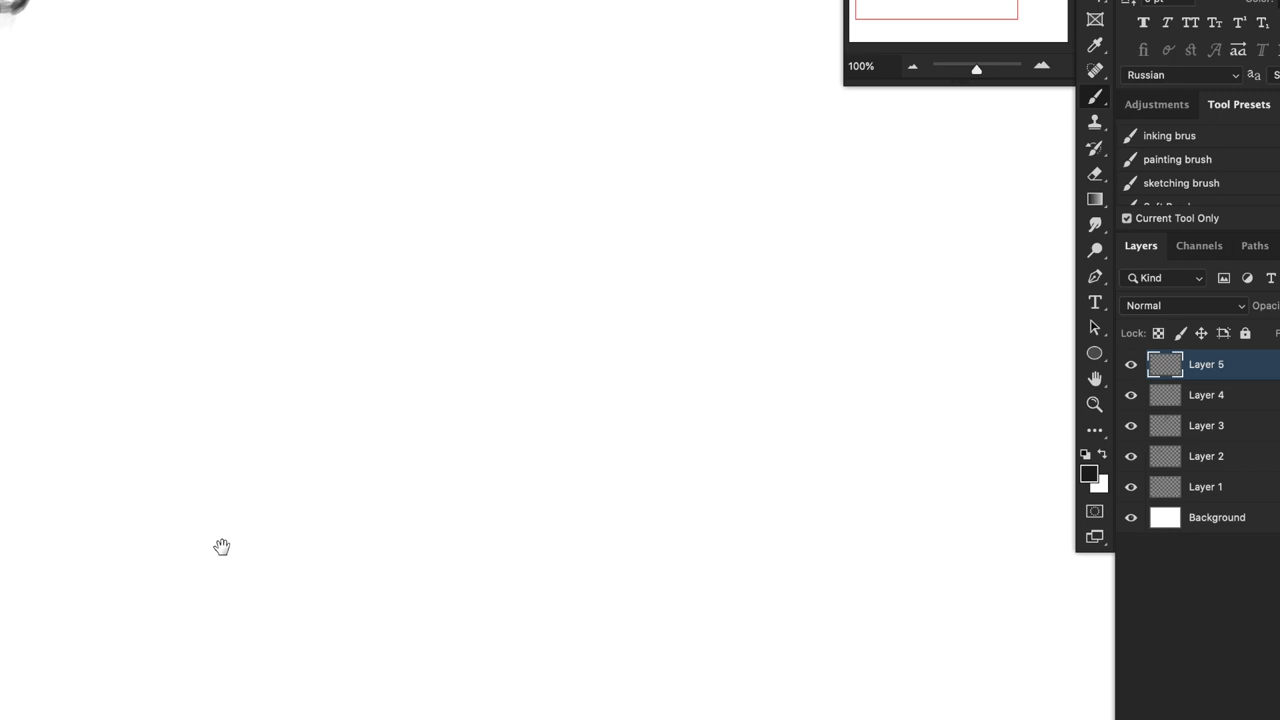 100%
Russian
Adjustments Tool Presets
inking brus
painting brush
sketching brush
Current Tool Only
Layers Channels Paths
Kind
Normal Opaci
Lock:
Layer 5
Layer 4
Layer 3
Layer 2
Layer 1
Background